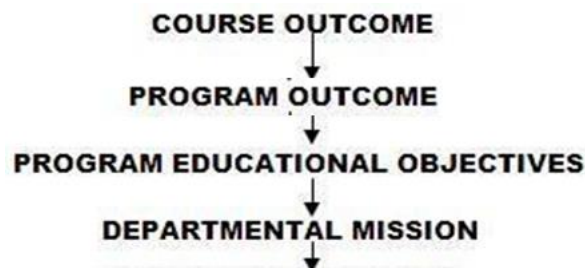 COURSE OUTCOME
PROGRAM OUTCOME
PROGRAM EDUCATIONAL OBJECTIVES
DEPARTMENTAL MISSION